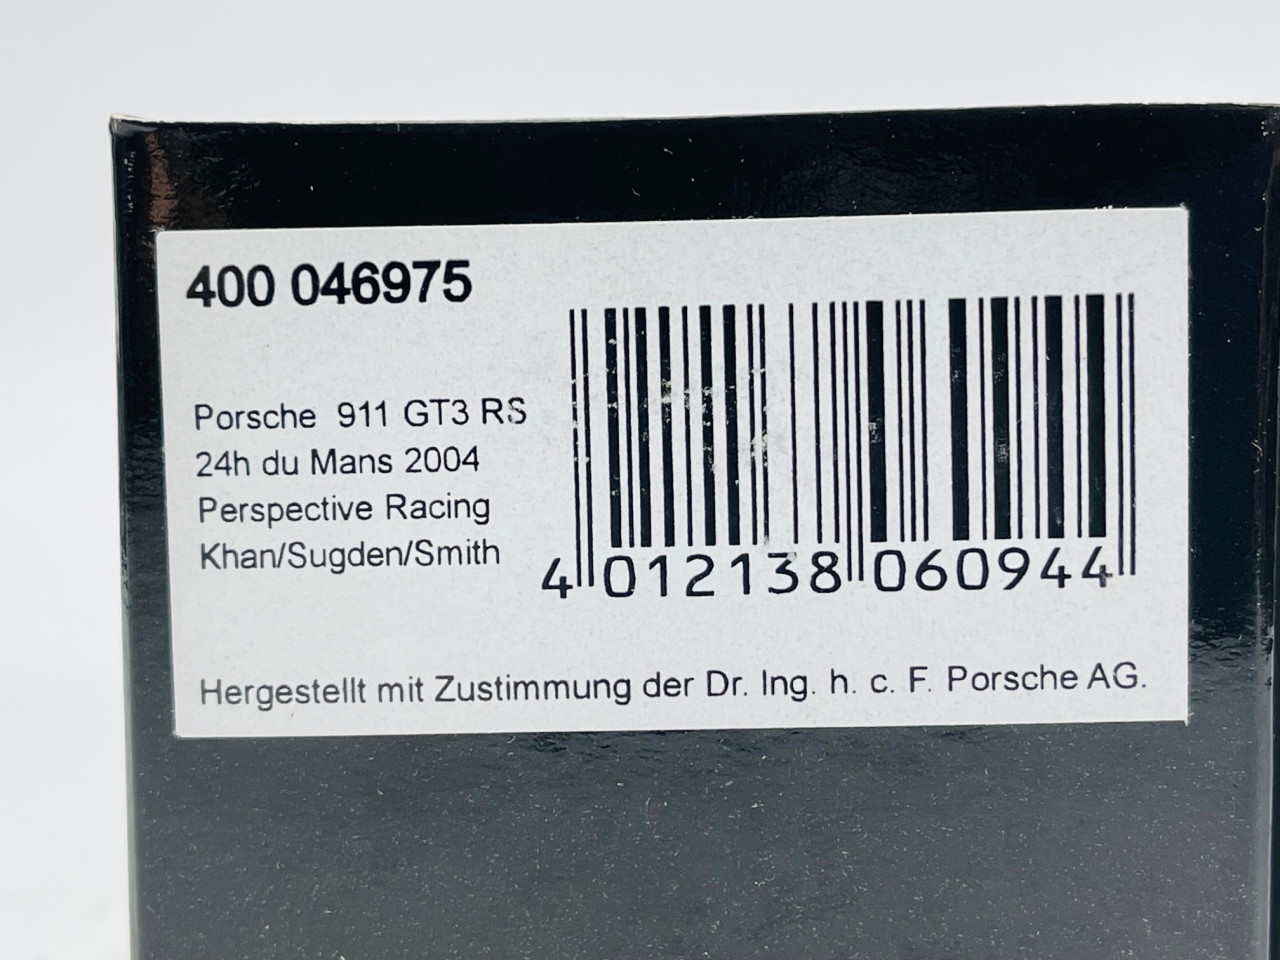 400 046975
Porsche 911 GT3 RS
24h du Mans 2004
Perspective Racing
Khan/Sugden/Smith
4 012138 060944
Hergestellt mit Zustimmung der Dr. Ing. h. c. F. Porsche AG.